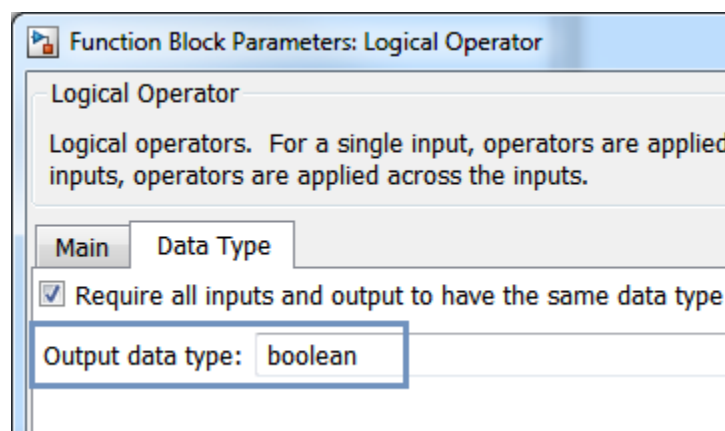 Function Block Parameters: Logical Operator
Logical Operator
Logical operators.  For a single input, operators are applied
inputs, operators are applied across the inputs.
Main
Data Type
Require all inputs and output to have the same data type
Output data type: boolean